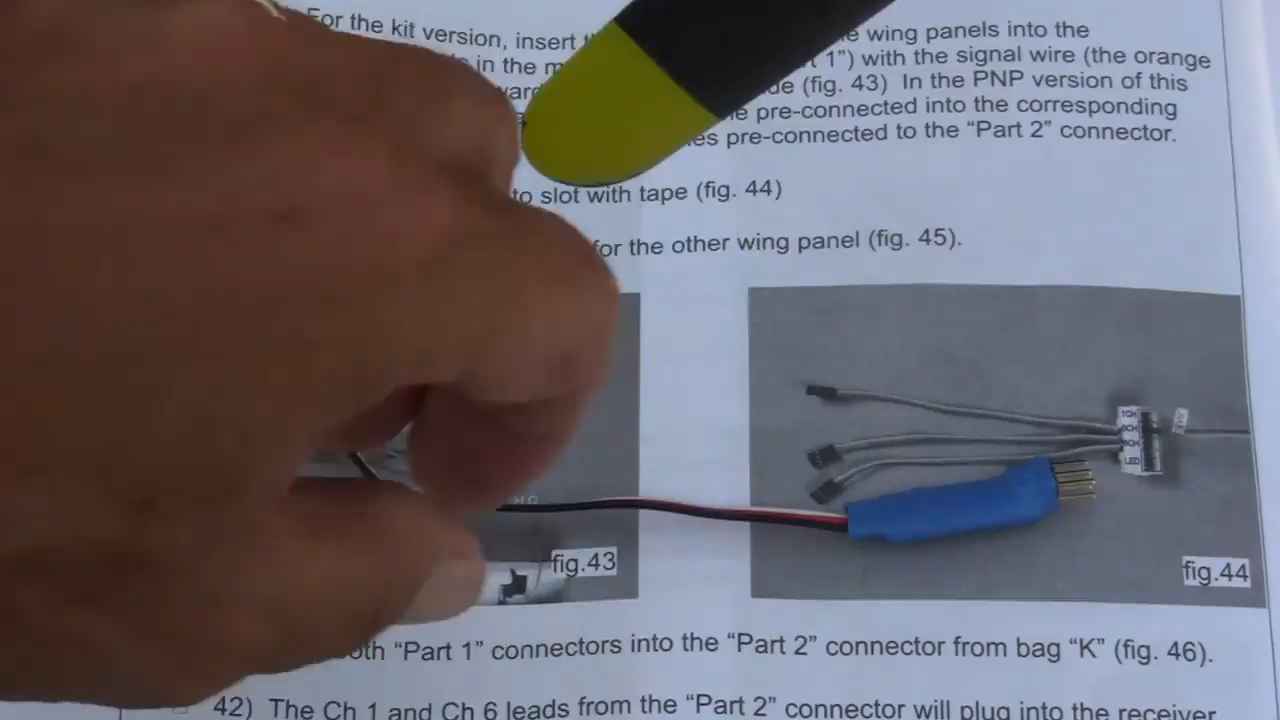 For the kit version, insert wing panels into the
in the 1”) with the signal wire (the orange
(fig. 43) In the PNP version of this
pre-connected into the corresponding
pre-connected to the “Part 2” connector.
to slot with tape (fig. 44)
for the other wing panel (fig. 45).
1CH
LED
fig.43
fig.44
“Part 1” connectors into the “Part 2” connector from bag “K” (fig. 46).
42) The Ch 1 and Ch 6 leads from the “Part 2” connector will plug into the receiver